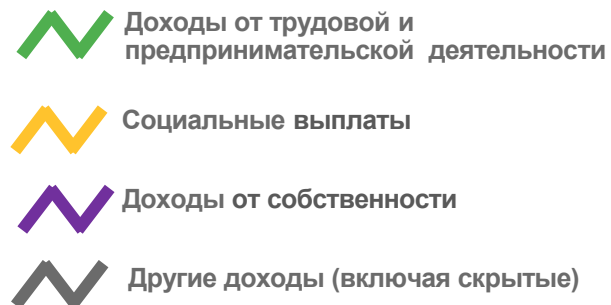 Доходы от трудовой и
предпринимательской деятельности
Социальные выплаты
Доходы от собственности
Другие доходы (включая скрытые)